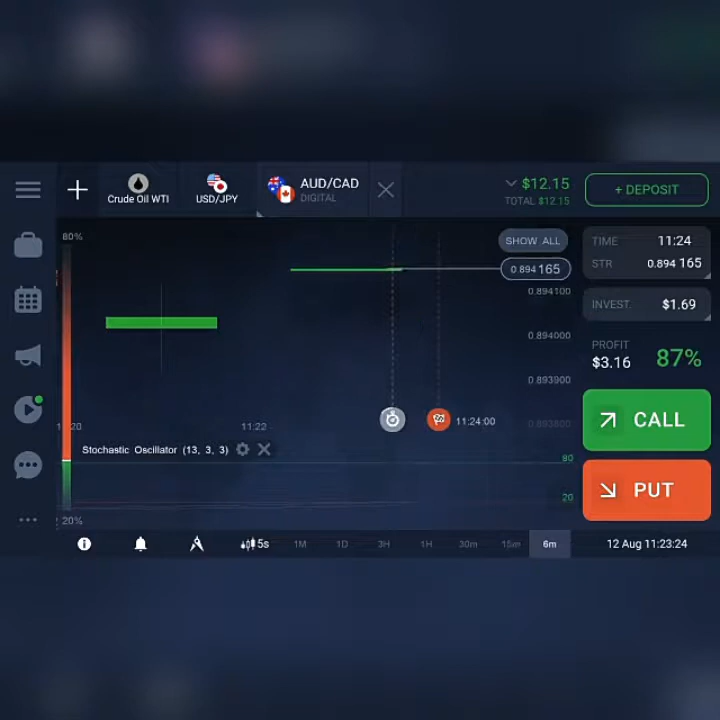 Crude Oil WTI
USD/JPY
AUD/CAD
DIGITAL
$12.15
TOTAL $12.15
+ DEPOSIT
80%
SHOW ALL
0.894165
0.894100
0.894000
0.893900
0.893800
TIME 11:24
STR 0.894 165
INVEST. $1.69
PROFIT
$3.16
87%
CALL
PUT
11:22
11:24:00
Stochastic Oscillator (13, 3, 3)
80
20
20%
5s 1M 1D 3H 1H 30m 15m 6m
12 Aug 11:23:24